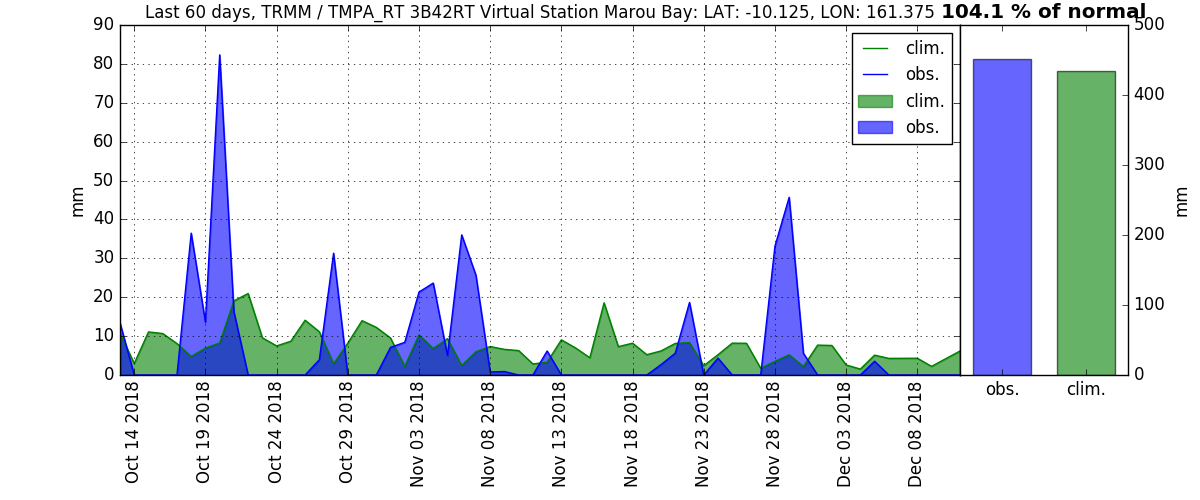 Last 60 days, TRMM / TMPA_RT 3B42RT Virtual Station Marou Bay: LAT: -10.125, LON: 161.375 104.1 % of normal
90
80
70
60
50
40
30
20
10
0
mm
clim.
obs.
clim.
obs.
Oct 14 2018
Oct 19 2018
Oct 24 2018
Oct 29 2018
Nov 03 2018
Nov 08 2018
Nov 13 2018
Nov 18 2018
Nov 23 2018
Nov 28 2018
Dec 03 2018
Dec 08 2018
500
400
300
200
100
0
mm
obs.
clim.